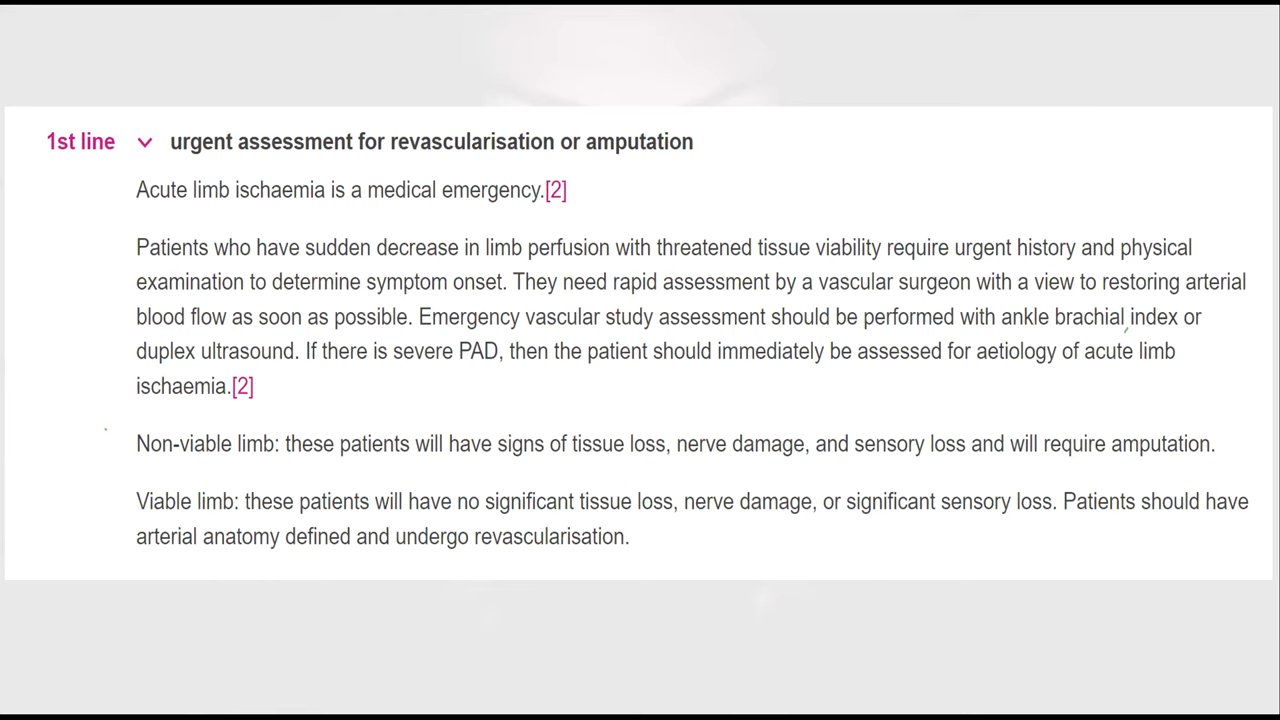 1st line urgent assessment for revascularisation or amputation
Acute limb ischaemia is a medical emergency.[2]
Patients who have sudden decrease in limb perfusion with threatened tissue viability require urgent history and physical
examination to determine symptom onset. They need rapid assessment by a vascular surgeon with a view to restoring arterial
blood flow as soon as possible. Emergency vascular study assessment should be performed with ankle brachial index or
duplex ultrasound. If there is severe PAD, then the patient should immediately be assessed for aetiology of acute limb
ischaemia.[2]
Non-viable limb: these patients will have signs of tissue loss, nerve damage, and sensory loss and will require amputation.
Viable limb: these patients will have no significant tissue loss, nerve damage, or significant sensory loss. Patients should have
arterial anatomy defined and undergo revascularisation.